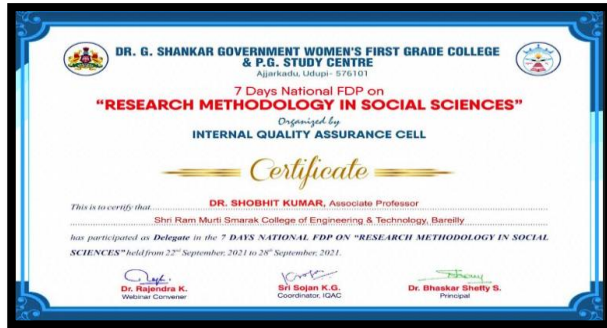 DR. G. SHANKAR GOVERNMENT WOMEN'S FIRST GRADE COLLEGE
& P.G. STUDY CENTRE
Ajjarkadu, Udupi- 576101
7 Days National FDP on
"RESEARCH METHODOLOGY IN SOCIAL SCIENCES"
Organized by
INTERNAL QUALITY ASSURANCE CELL
Certificate
This is to certify that DR. SHOBHIT KUMAR, Associate Professor
Shri Ram Murti Smarak College of Engineering & Technology, Bareilly
has participated as Delegate in the 7 DAYS NATIONAL FDP ON "RESEARCH METHODOLOGY IN SOCIAL
SCIENCES" held from 22nd September, 2021 to 28th September, 2021.
Dr. Rajendra K. Sri Sojan K.G. Dr. Bhaskar Shetty S.
Webinar Convener Coordinator, IQAC Principal